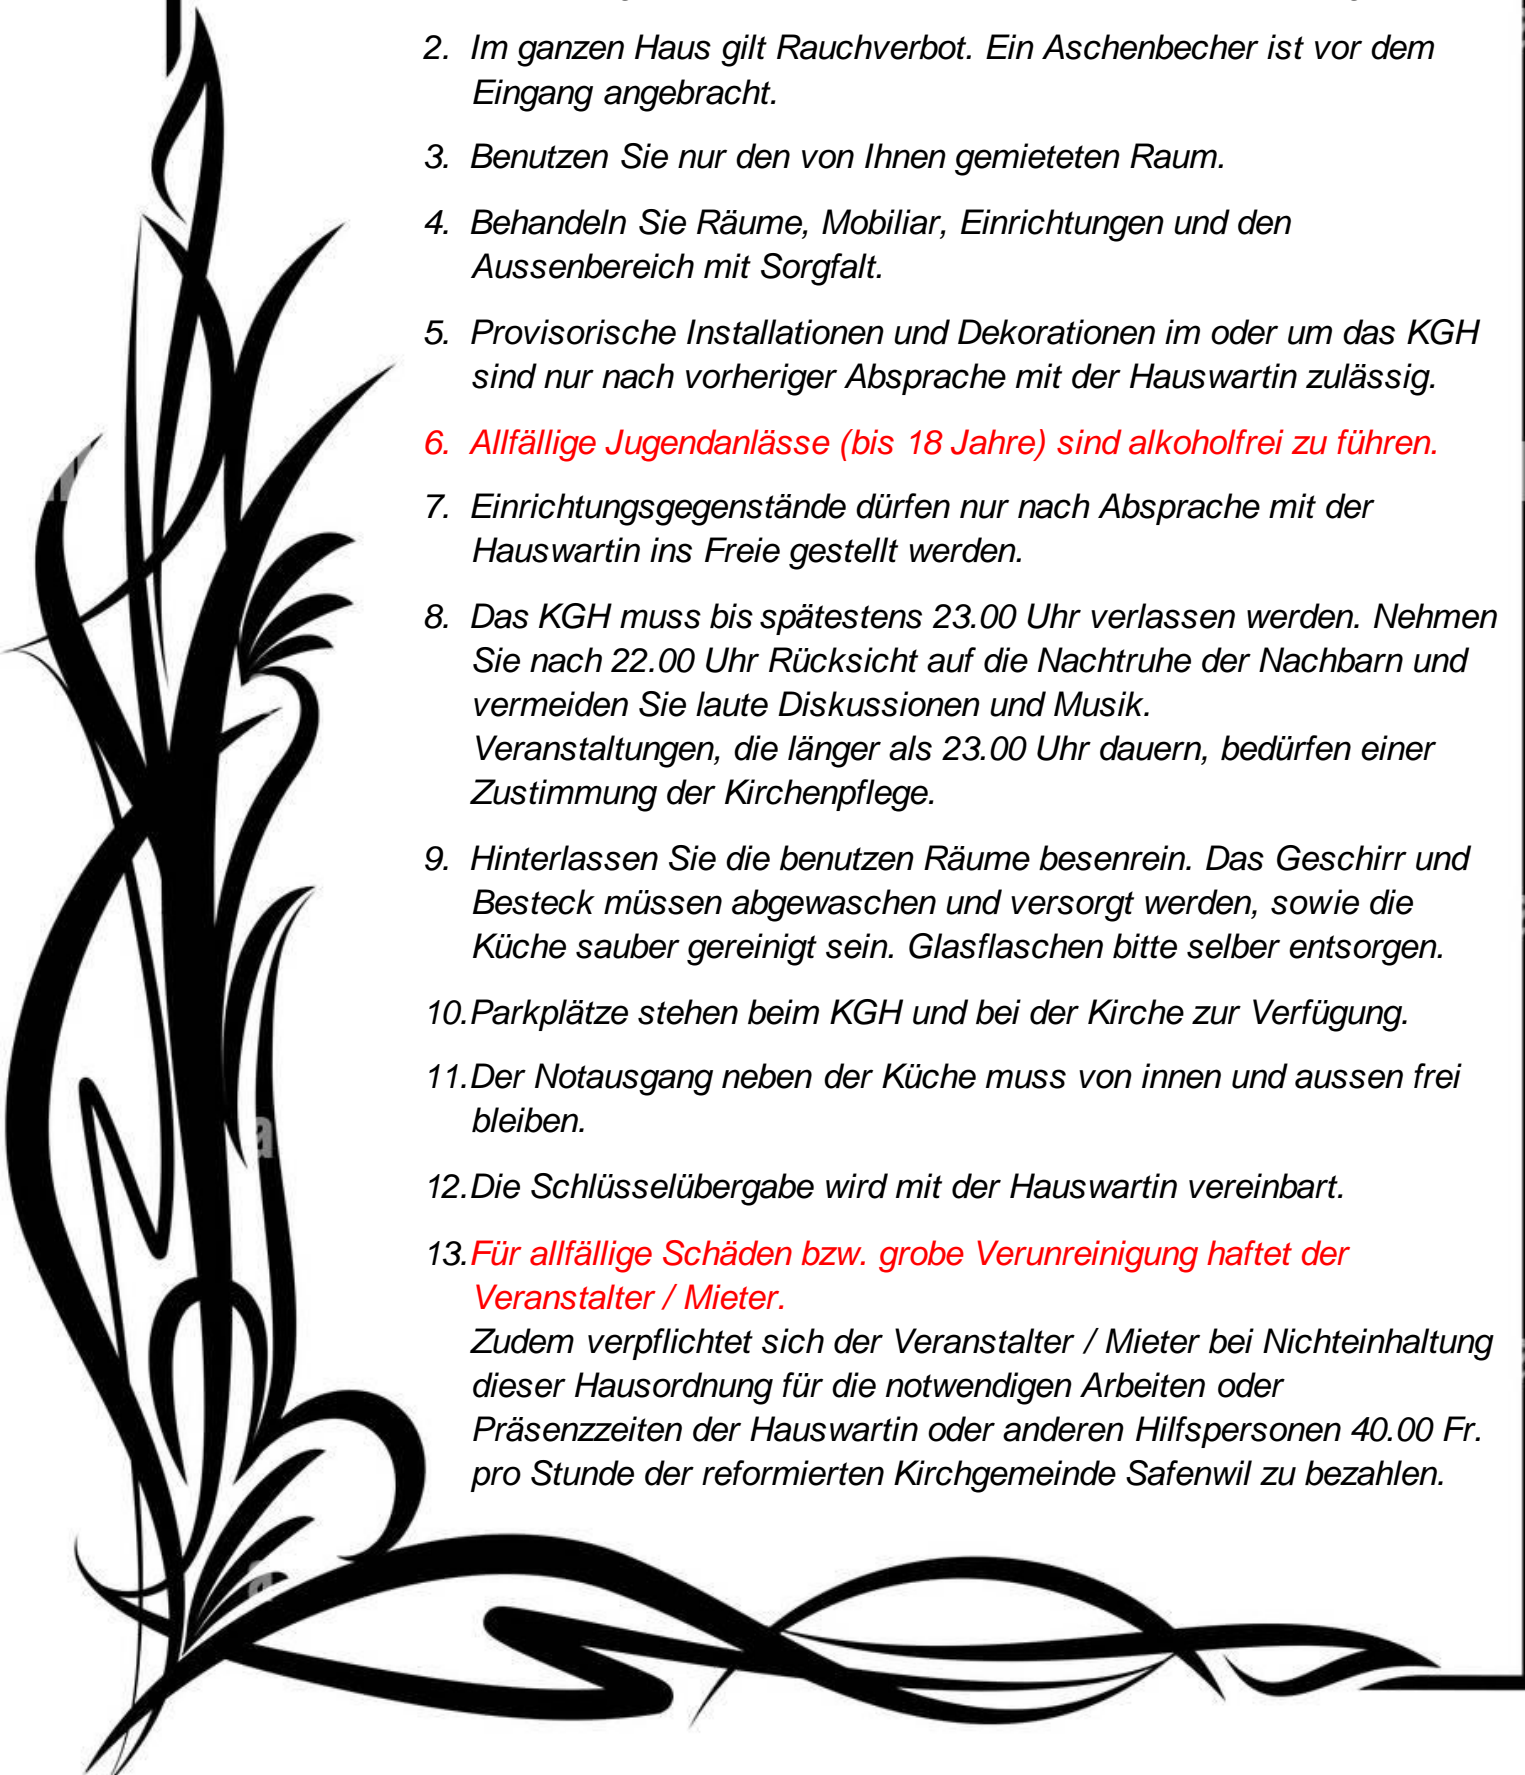 2. Im ganzen Haus gilt Rauchverbot. Ein Aschenbecher ist vor dem
Eingang angebracht.
3. Benutzen Sie nur den von Ihnen gemieteten Raum.
4. Behandeln Sie Räume, Mobiliar, Einrichtungen und den
Aussenbereich mit Sorgfalt.
5. Provisorische Installationen und Dekorationen im oder um das KGH
sind nur nach vorheriger Absprache mit der Hauswartin zulässig.
6. Allfällige Jugendanlässe (bis 18 Jahre) sind alkoholfrei zu führen.
7. Einrichtungsgegenstände dürfen nur nach Absprache mit der
Hauswartin ins Freie gestellt werden.
8. Das KGH muss bis spätestens 23.00 Uhr verlassen werden. Nehmen
Sie nach 22.00 Uhr Rücksicht auf die Nachtruhe der Nachbarn und
vermeiden Sie laute Diskussionen und Musik.
Veranstaltungen, die länger als 23.00 Uhr dauern, bedürfen einer
Zustimmung der Kirchenpflege.
9. Hinterlassen Sie die benutzen Räume besenrein. Das Geschirr und
Besteck müssen abgewaschen und versorgt werden, sowie die
Küche sauber gereinigt sein. Glasflaschen bitte selber entsorgen.
10.Parkplätze stehen beim KGH und bei der Kirche zur Verfügung.
11.Der Notausgang neben der Küche muss von innen und aussen frei
bleiben.
12.Die Schlüsselübergabe wird mit der Hauswartin vereinbart.
13.Für allfällige Schäden bzw. grobe Verunreinigung haftet der
Veranstalter / Mieter.
Zudem verpflichtet sich der Veranstalter / Mieter bei Nichteinhaltung
dieser Hausordnung für die notwendigen Arbeiten oder
Präsenzzeiten der Hauswartin oder anderen Hilfspersonen 40.00 Fr.
pro Stunde der reformierten Kirchgemeinde Safenwil zu bezahlen.